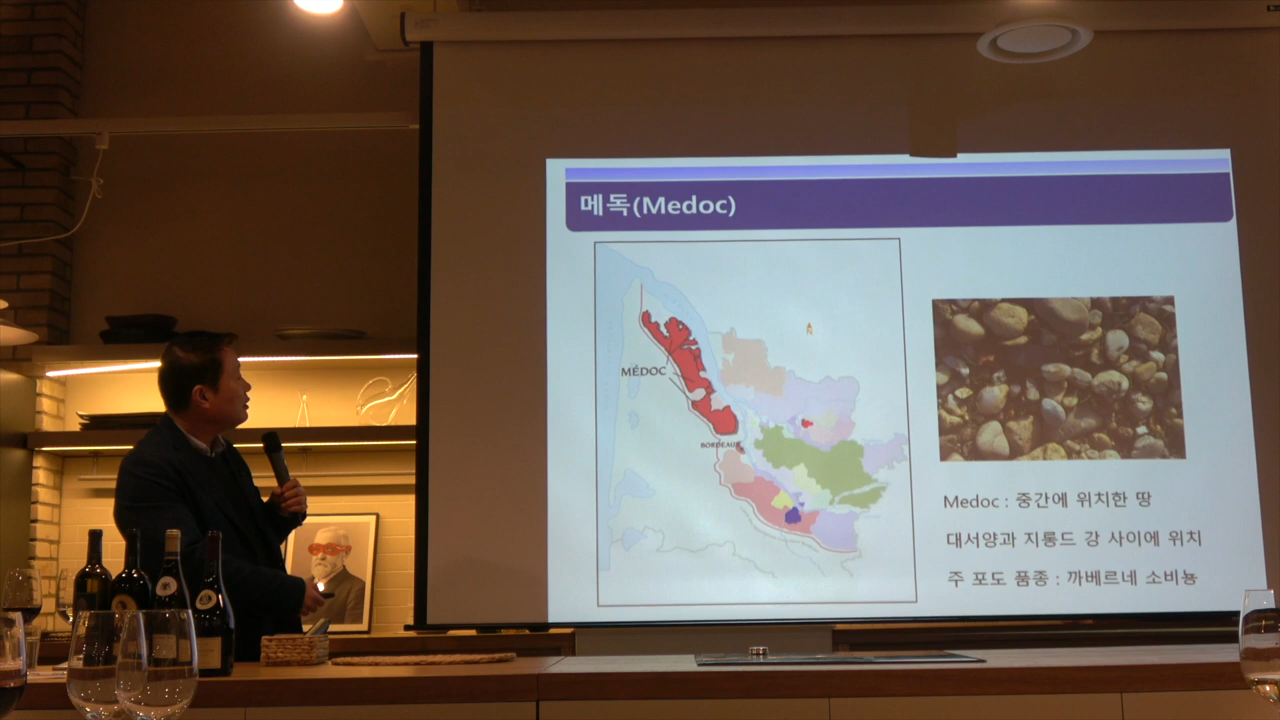 메독(Medoc)
MÉDOC
BORDEAUX
Medoc : 중간에 위치한 땅
대서양과 지롱드 강 사이에 위치
주 포도 품종 : 까베르네 소비뇽